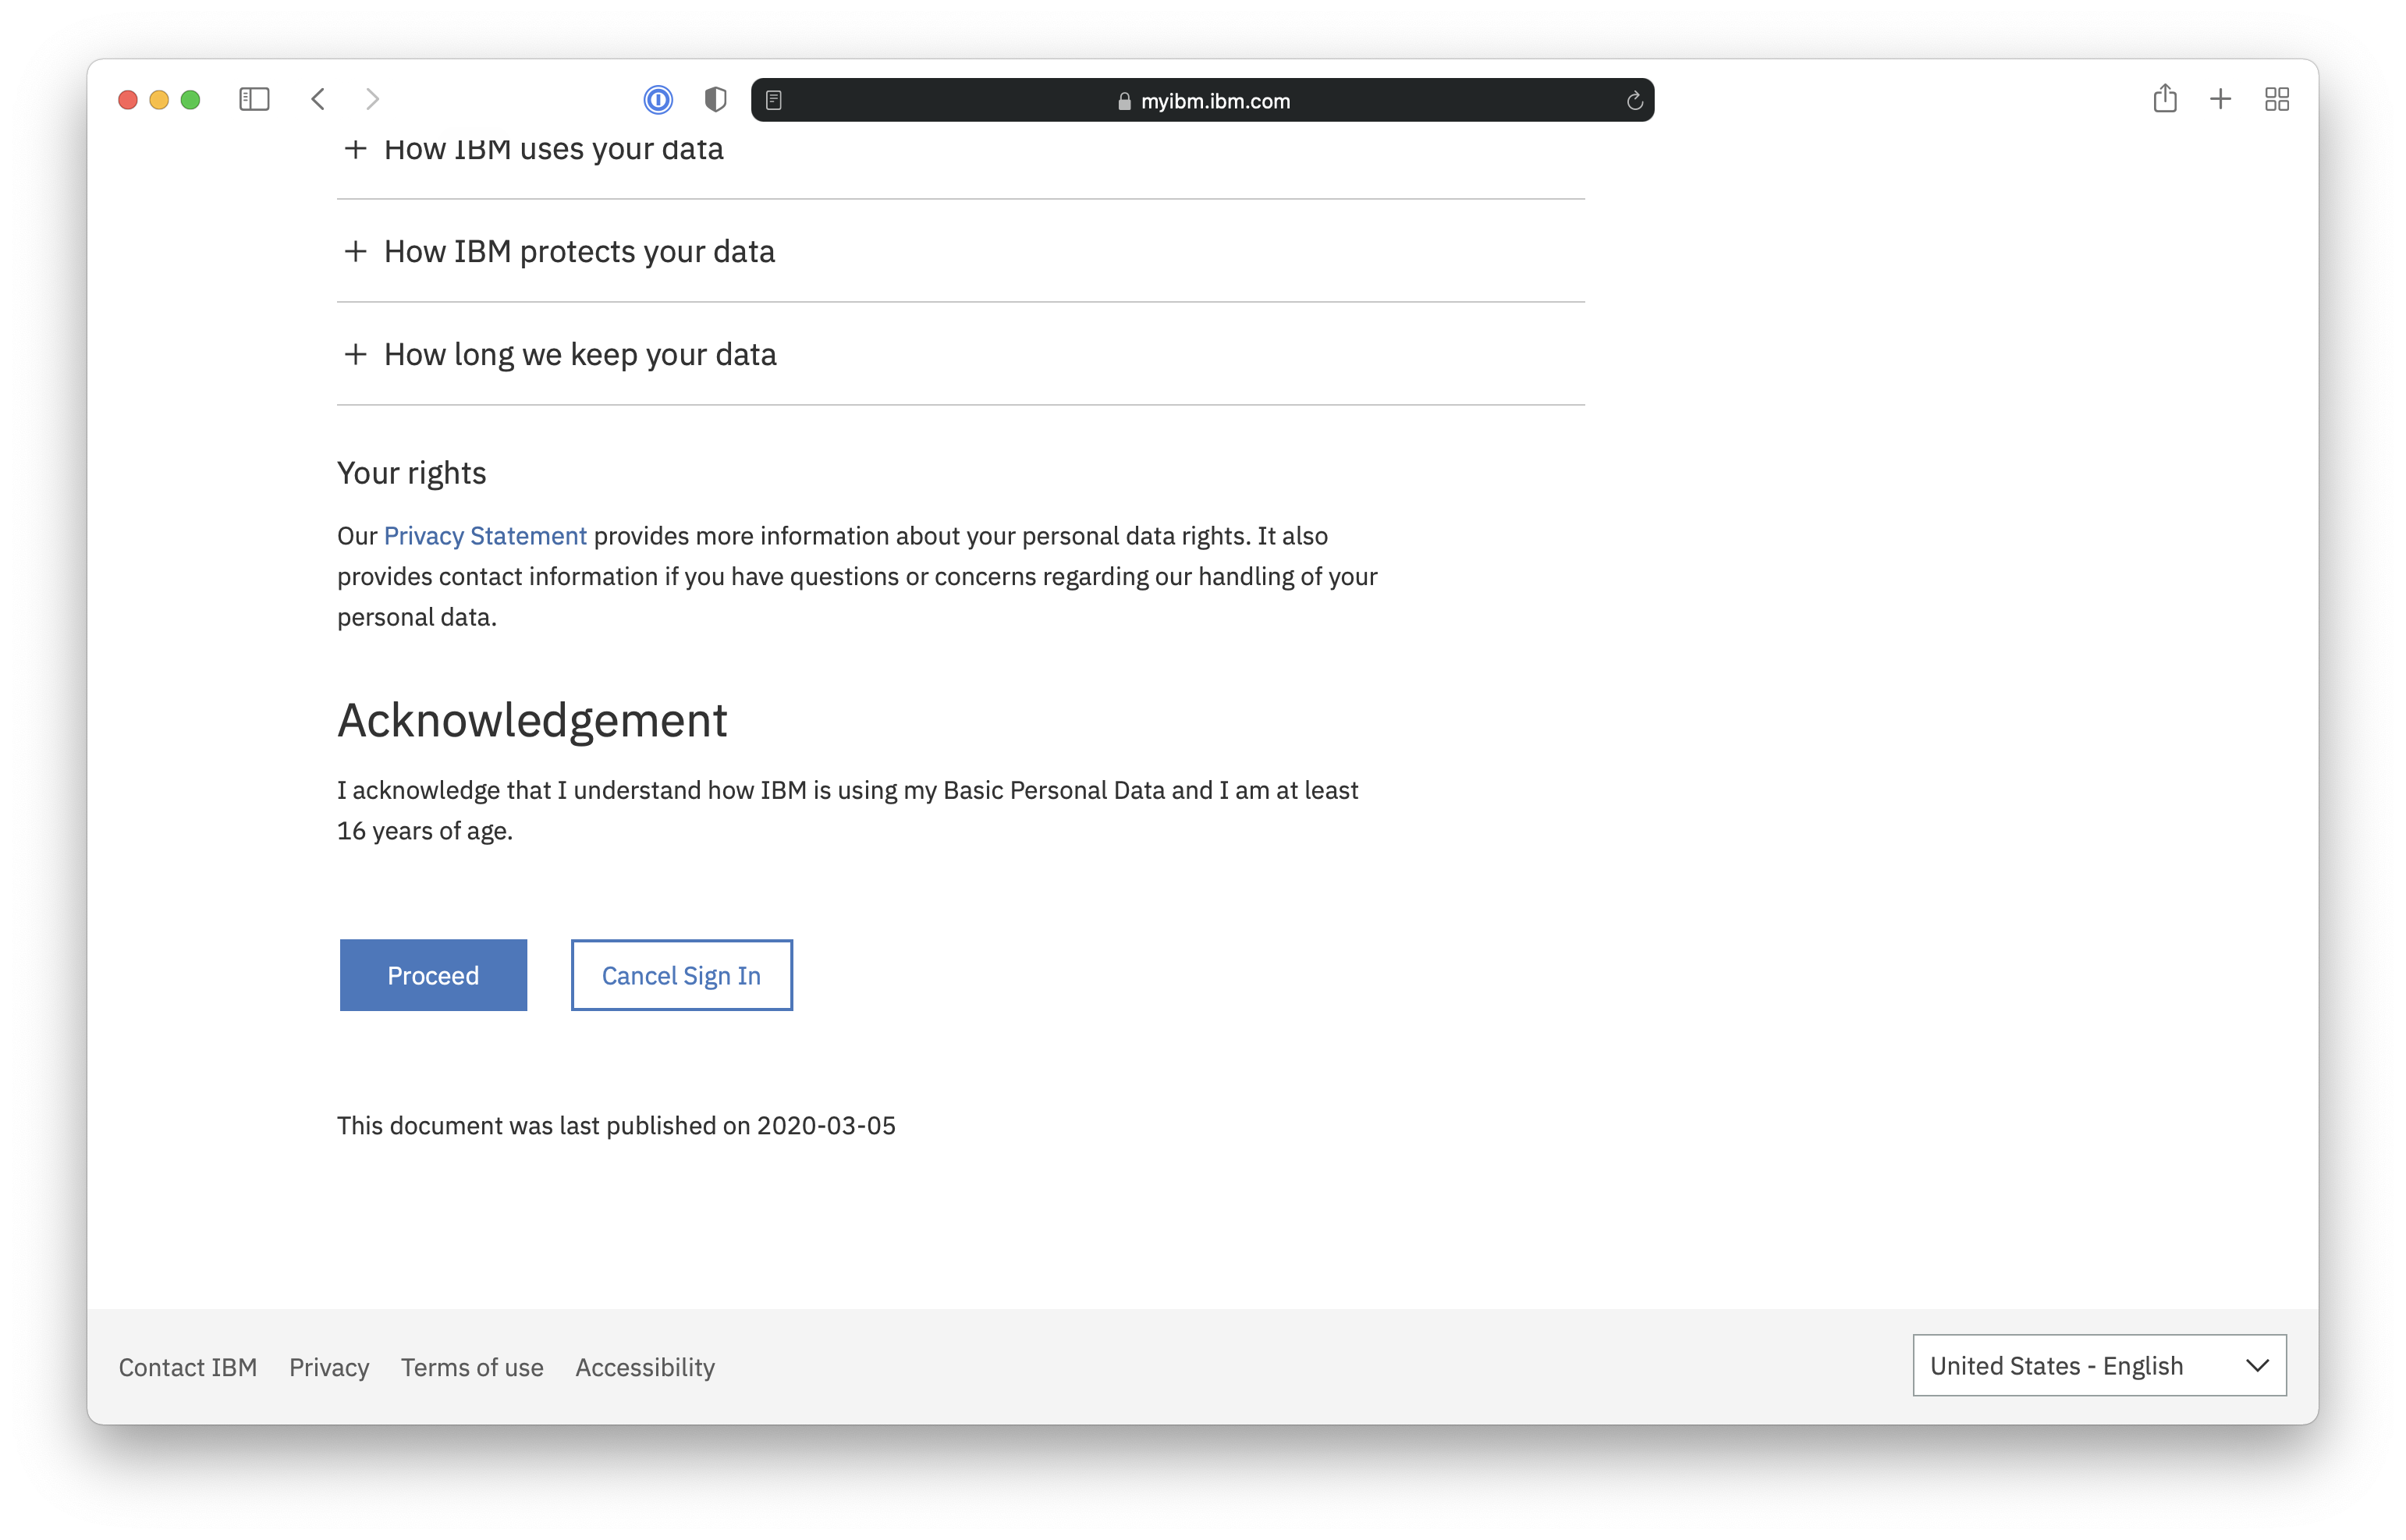 myibm.ibm.com
+ How IBM uses your data
+ How IBM protects your data
+ How long we keep your data
Your rights
Our Privacy Statement provides more information about your personal data rights. It also
provides contact information if you have questions or concerns regarding our handling of your
personal data.
Acknowledgement
I acknowledge that I understand how IBM is using my Basic Personal Data and I am at least
16 years of age.
Proceed Cancel Sign In
This document was last published on 2020-03-05
Contact IBM Privacy Terms of use Accessibility United States - English